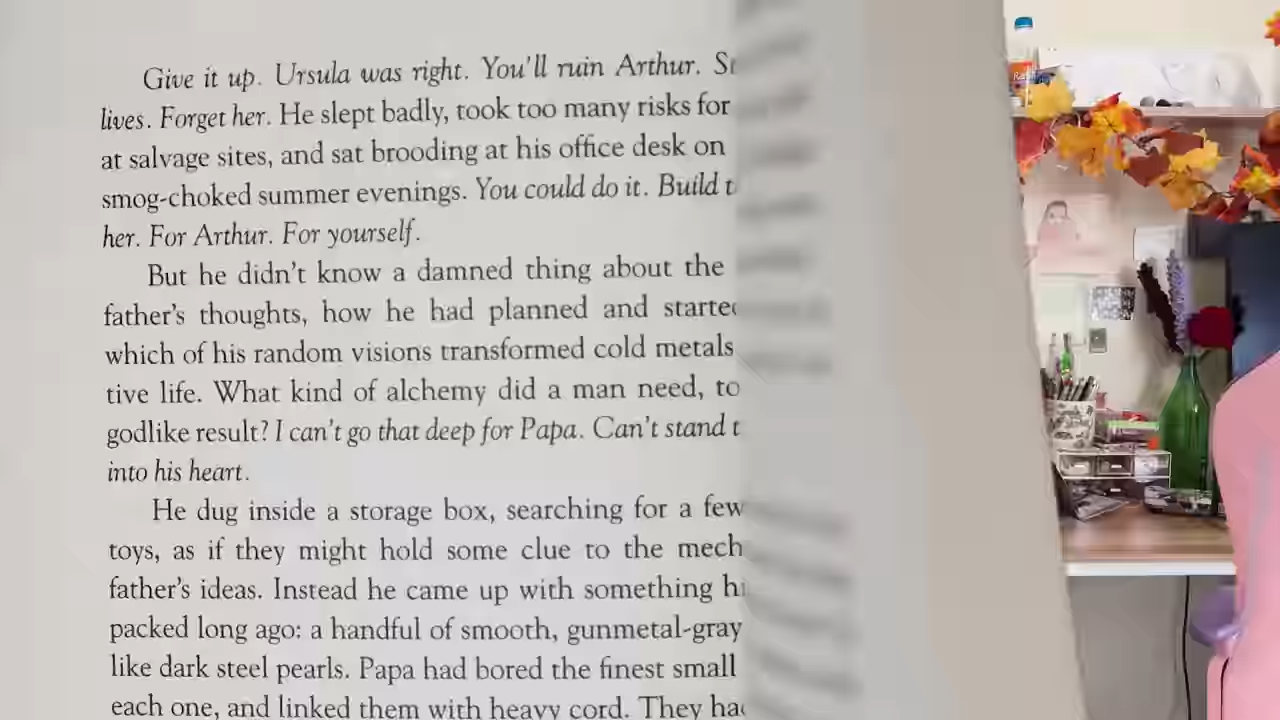 Give it up. Ursula was right. You'll ruin Arthur.
lives. Forget her. He slept badly, took too many risks for
at salvage sites, and sat brooding at his office desk on
smog-choked summer evenings. You could do it. Build
her. For Arthur. For yourself.
But he didn't know a damned thing about the
father's thoughts, how he had planned and started
which of his random visions transformed cold metals
tive life. What kind of alchemy did a man need, to
godlike result? I can't go that deep for Papa. Can't stand
into his heart.
He dug inside a storage box, searching for a few
toys, as if they might hold some clue to the mech
father's ideas. Instead he came up with something
packed long ago: a handful of smooth, gunmetal-gray
like dark steel pearls. Papa had bored the finest small
each one, and linked them with heavy cord. They had